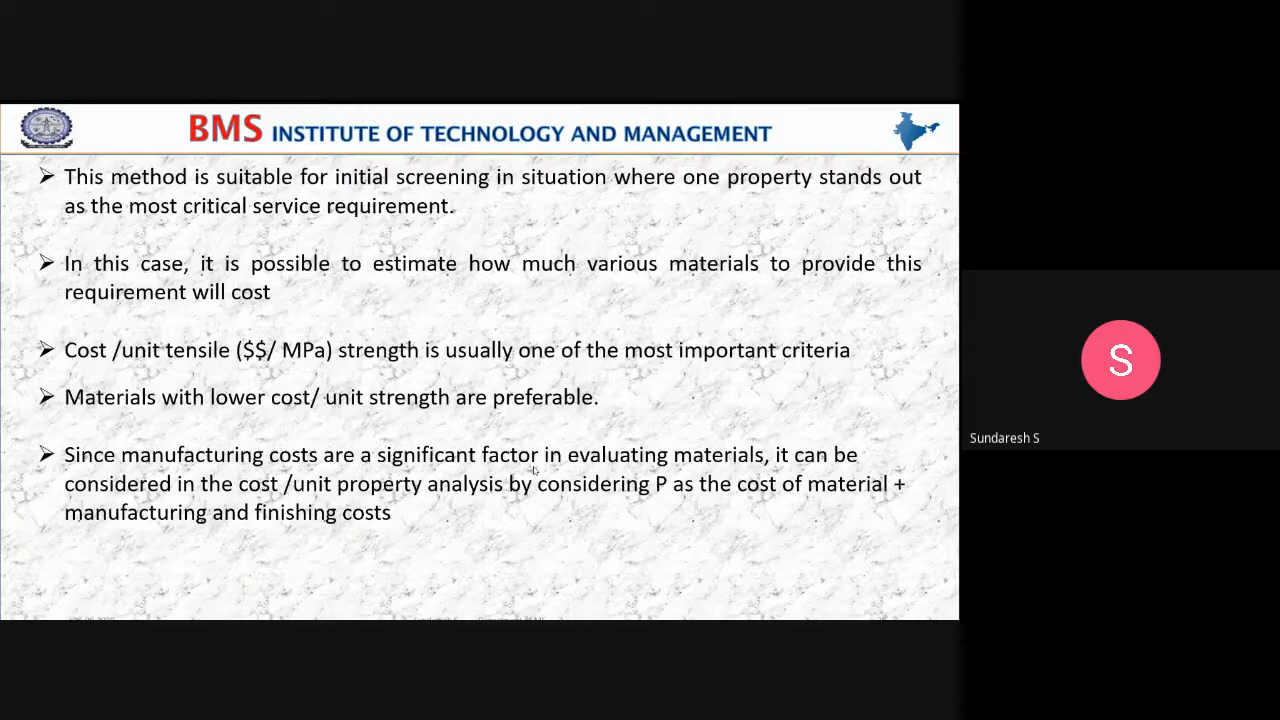 BMS INSTITUTE OF TECHNOLOGY AND MANAGEMENT
➢ This method is suitable for initial screening in situation where one property stands out
as the most critical service requirement.
➢ In this case, it is possible to estimate how much various materials to provide this
requirement will cost
➢ Cost /unit tensile ($$/ MPa) strength is usually one of the most important criteria
➢ Materials with lower cost/ unit strength are preferable.
➢ Since manufacturing costs are a significant factor in evaluating materials, it can be
considered in the cost /unit property analysis by considering P as the cost of material +
manufacturing and finishing costs
S
Sundaresh S